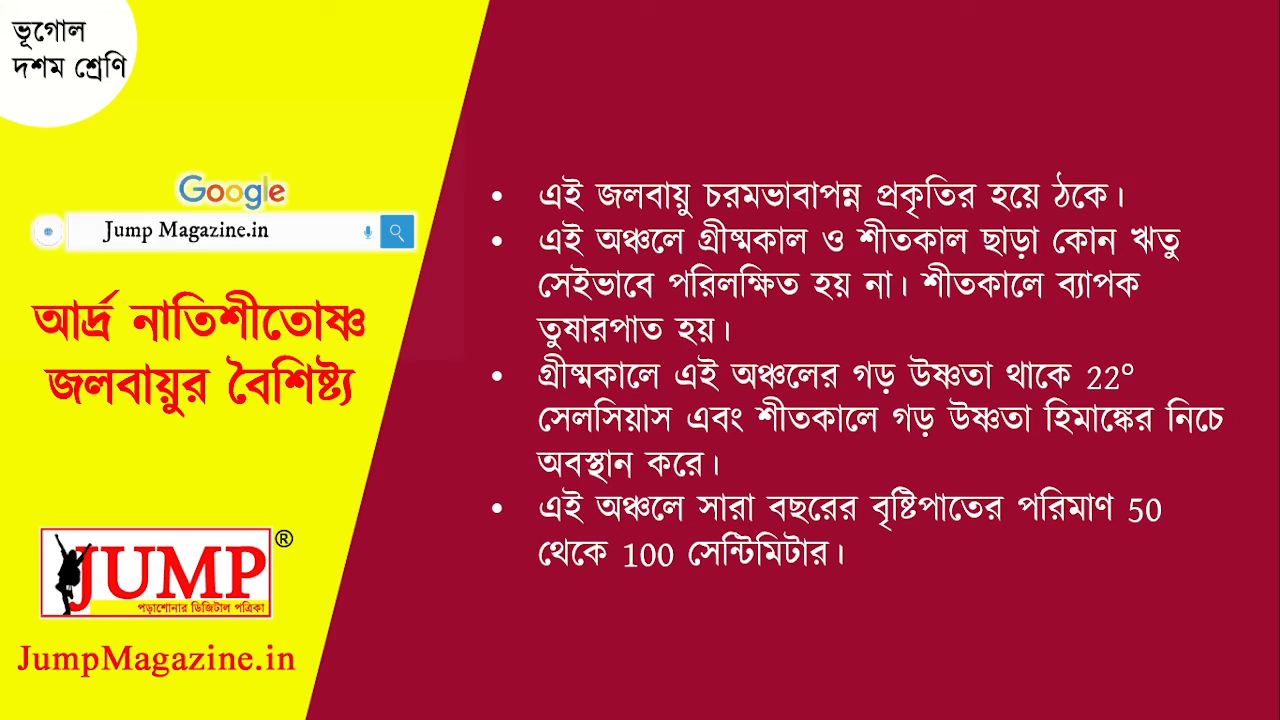 ভূগোল
দশম শ্রেণি
Google
Jump Magazine.in
আর্দ্র নাতিশীতোষ্ণ
জলবায়ুর বৈশিষ্ট্য
JUMP®
পড়াশোনার ডিজিটাল পত্রিকা
JumpMagazine.in
• এই জলবায়ু চরমভাবাপন্ন প্রকৃতির হয়ে ঠকে।
• এই অঞ্চলে গ্রীষ্মকাল ও শীতকাল ছাড়া কোন ঋতু
সেইভাবে পরিলক্ষিত হয় না। শীতকালে ব্যাপক
তুষারপাত হয়।
• গ্রীষ্মকালে এই অঞ্চলের গড় উষ্ণতা থাকে 22°
সেলসিয়াস এবং শীতকালে গড় উষ্ণতা হিমাঙ্কের নিচে
অবস্থান করে।
• এই অঞ্চলে সারা বছরের বৃষ্টিপাতের পরিমাণ 50
থেকে 100 সেন্টিমিটার।